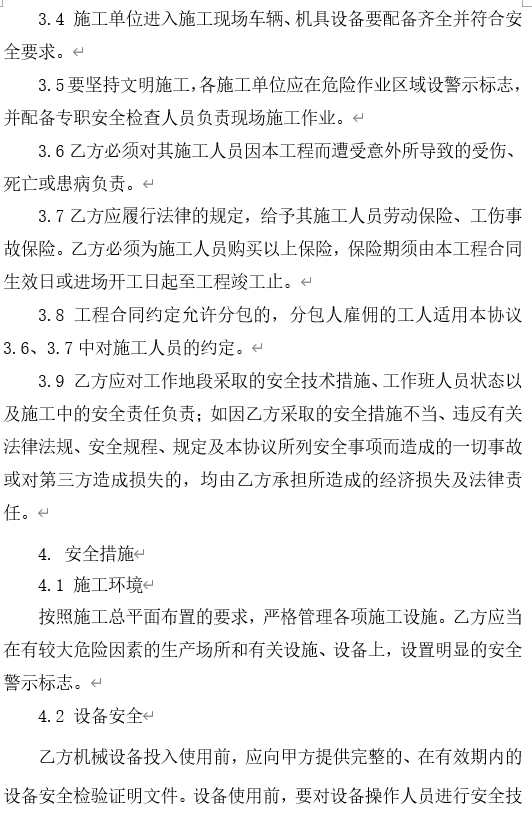 3.4 施工单位进入施工现场车辆、机具设备要配备齐全并符合安
全要求。
3.5要坚持文明施工，各施工单位应在危险作业区域设警示标志，
并配备专职安全检查人员负责现场施工作业。
3.6乙方必须对其施工人员因本工程而遭受意外所导致的受伤、
死亡或患病负责。
3.7乙方应履行法律的规定，给予其施工人员劳动保险、工伤事
故保险。乙方必须为施工人员购买以上保险，保险期须由本工程合同
生效日或进场开工日起至工程竣工止。
3.8 工程合同约定允许分包的，分包人雇佣的工人适用本协议
3.6、3.7中对施工人员的约定。
3.9 乙方应对工作地段采取的安全技术措施、工作班人员状态以
及施工中的安全责任负责；如因乙方采取的安全措施不当、违反有关
法律法规、安全规程、规定及本协议所列安全事项而造成的一切事故
或对第三方造成损失的，均由乙方承担所造成的经济损失及法律责
任。
4. 安全措施
4.1 施工环境
按照施工总平面布置的要求，严格管理各项施工设施。乙方应当
在有较大危险因素的生产场所和有关设施、设备上，设置明显的安全
警示标志。
4.2 设备安全
乙方机械设备投入使用前，应向甲方提供完整的、在有效期内的
设备安全检验证明文件。设备使用前，要对设备操作人员进行安全技